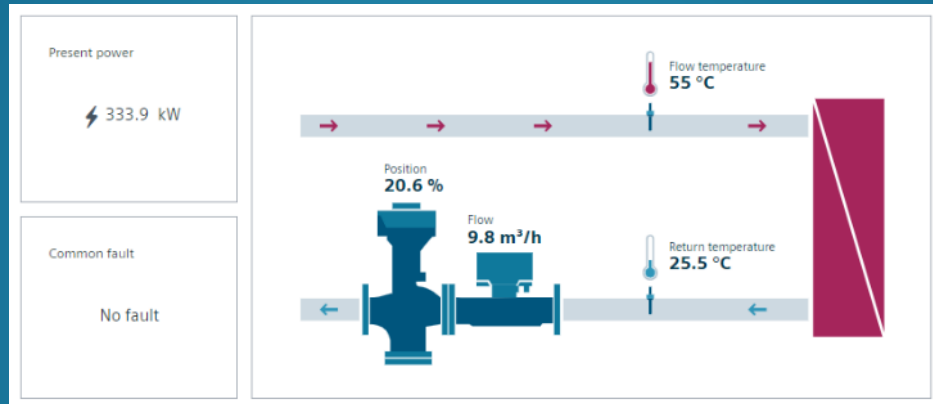 Present power
333.9 kW
Common fault
No fault
Flow temperature
55 °C
Position
20.6 %
Flow
9.8 m³/h
Return temperature
25.5 °C